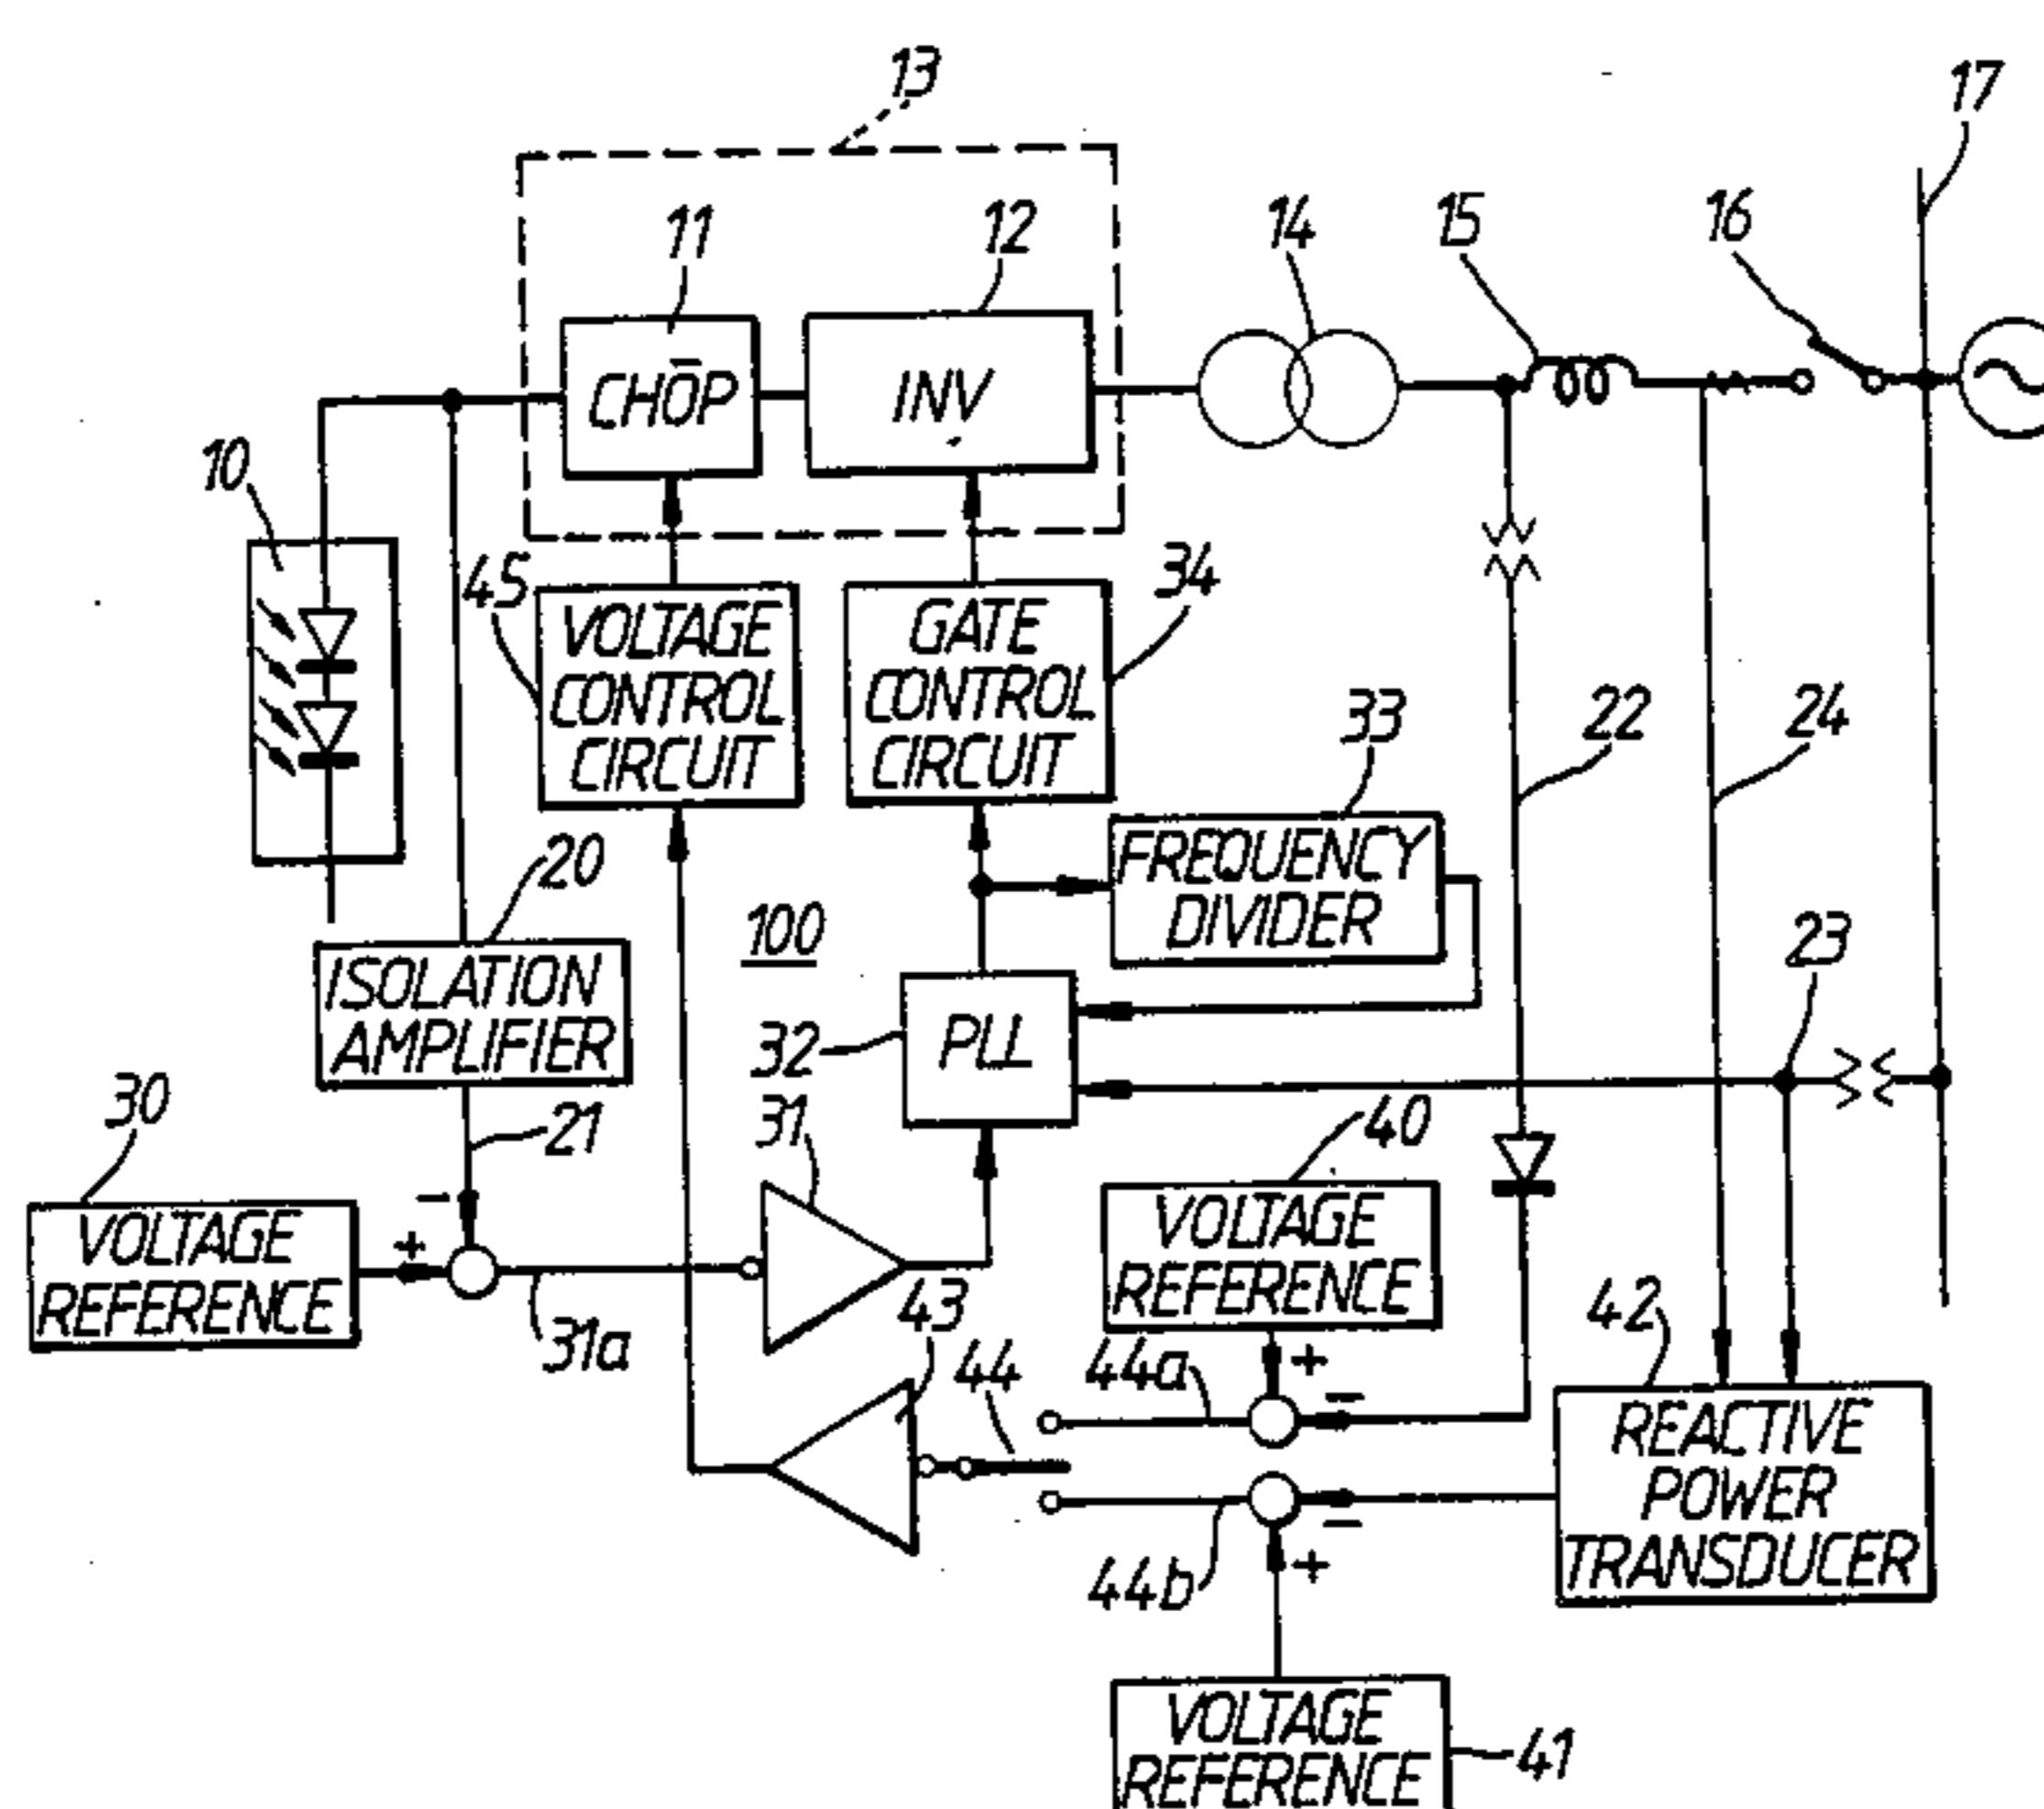 13
17
11
12
14
15
16
CHŌP
INV
10
45
34
VOLTAGE
CONTROL
CIRCUIT
GATE
CONTROL
CIRCUIT
33
22
24
20
FREQUENCY
DIVIDER
100
23
ISOLATION
AMPLIFIER
32
PLL
30
21
31
40
-
VOLTAGE
REFERENCE
+
VOLTAGE
REFERENCE
31a
43
44
44a
+
-
42
REACTIVE
POWER
TRANSDUCER
44b
-
+
VOLTAGE
REFERENCE
41